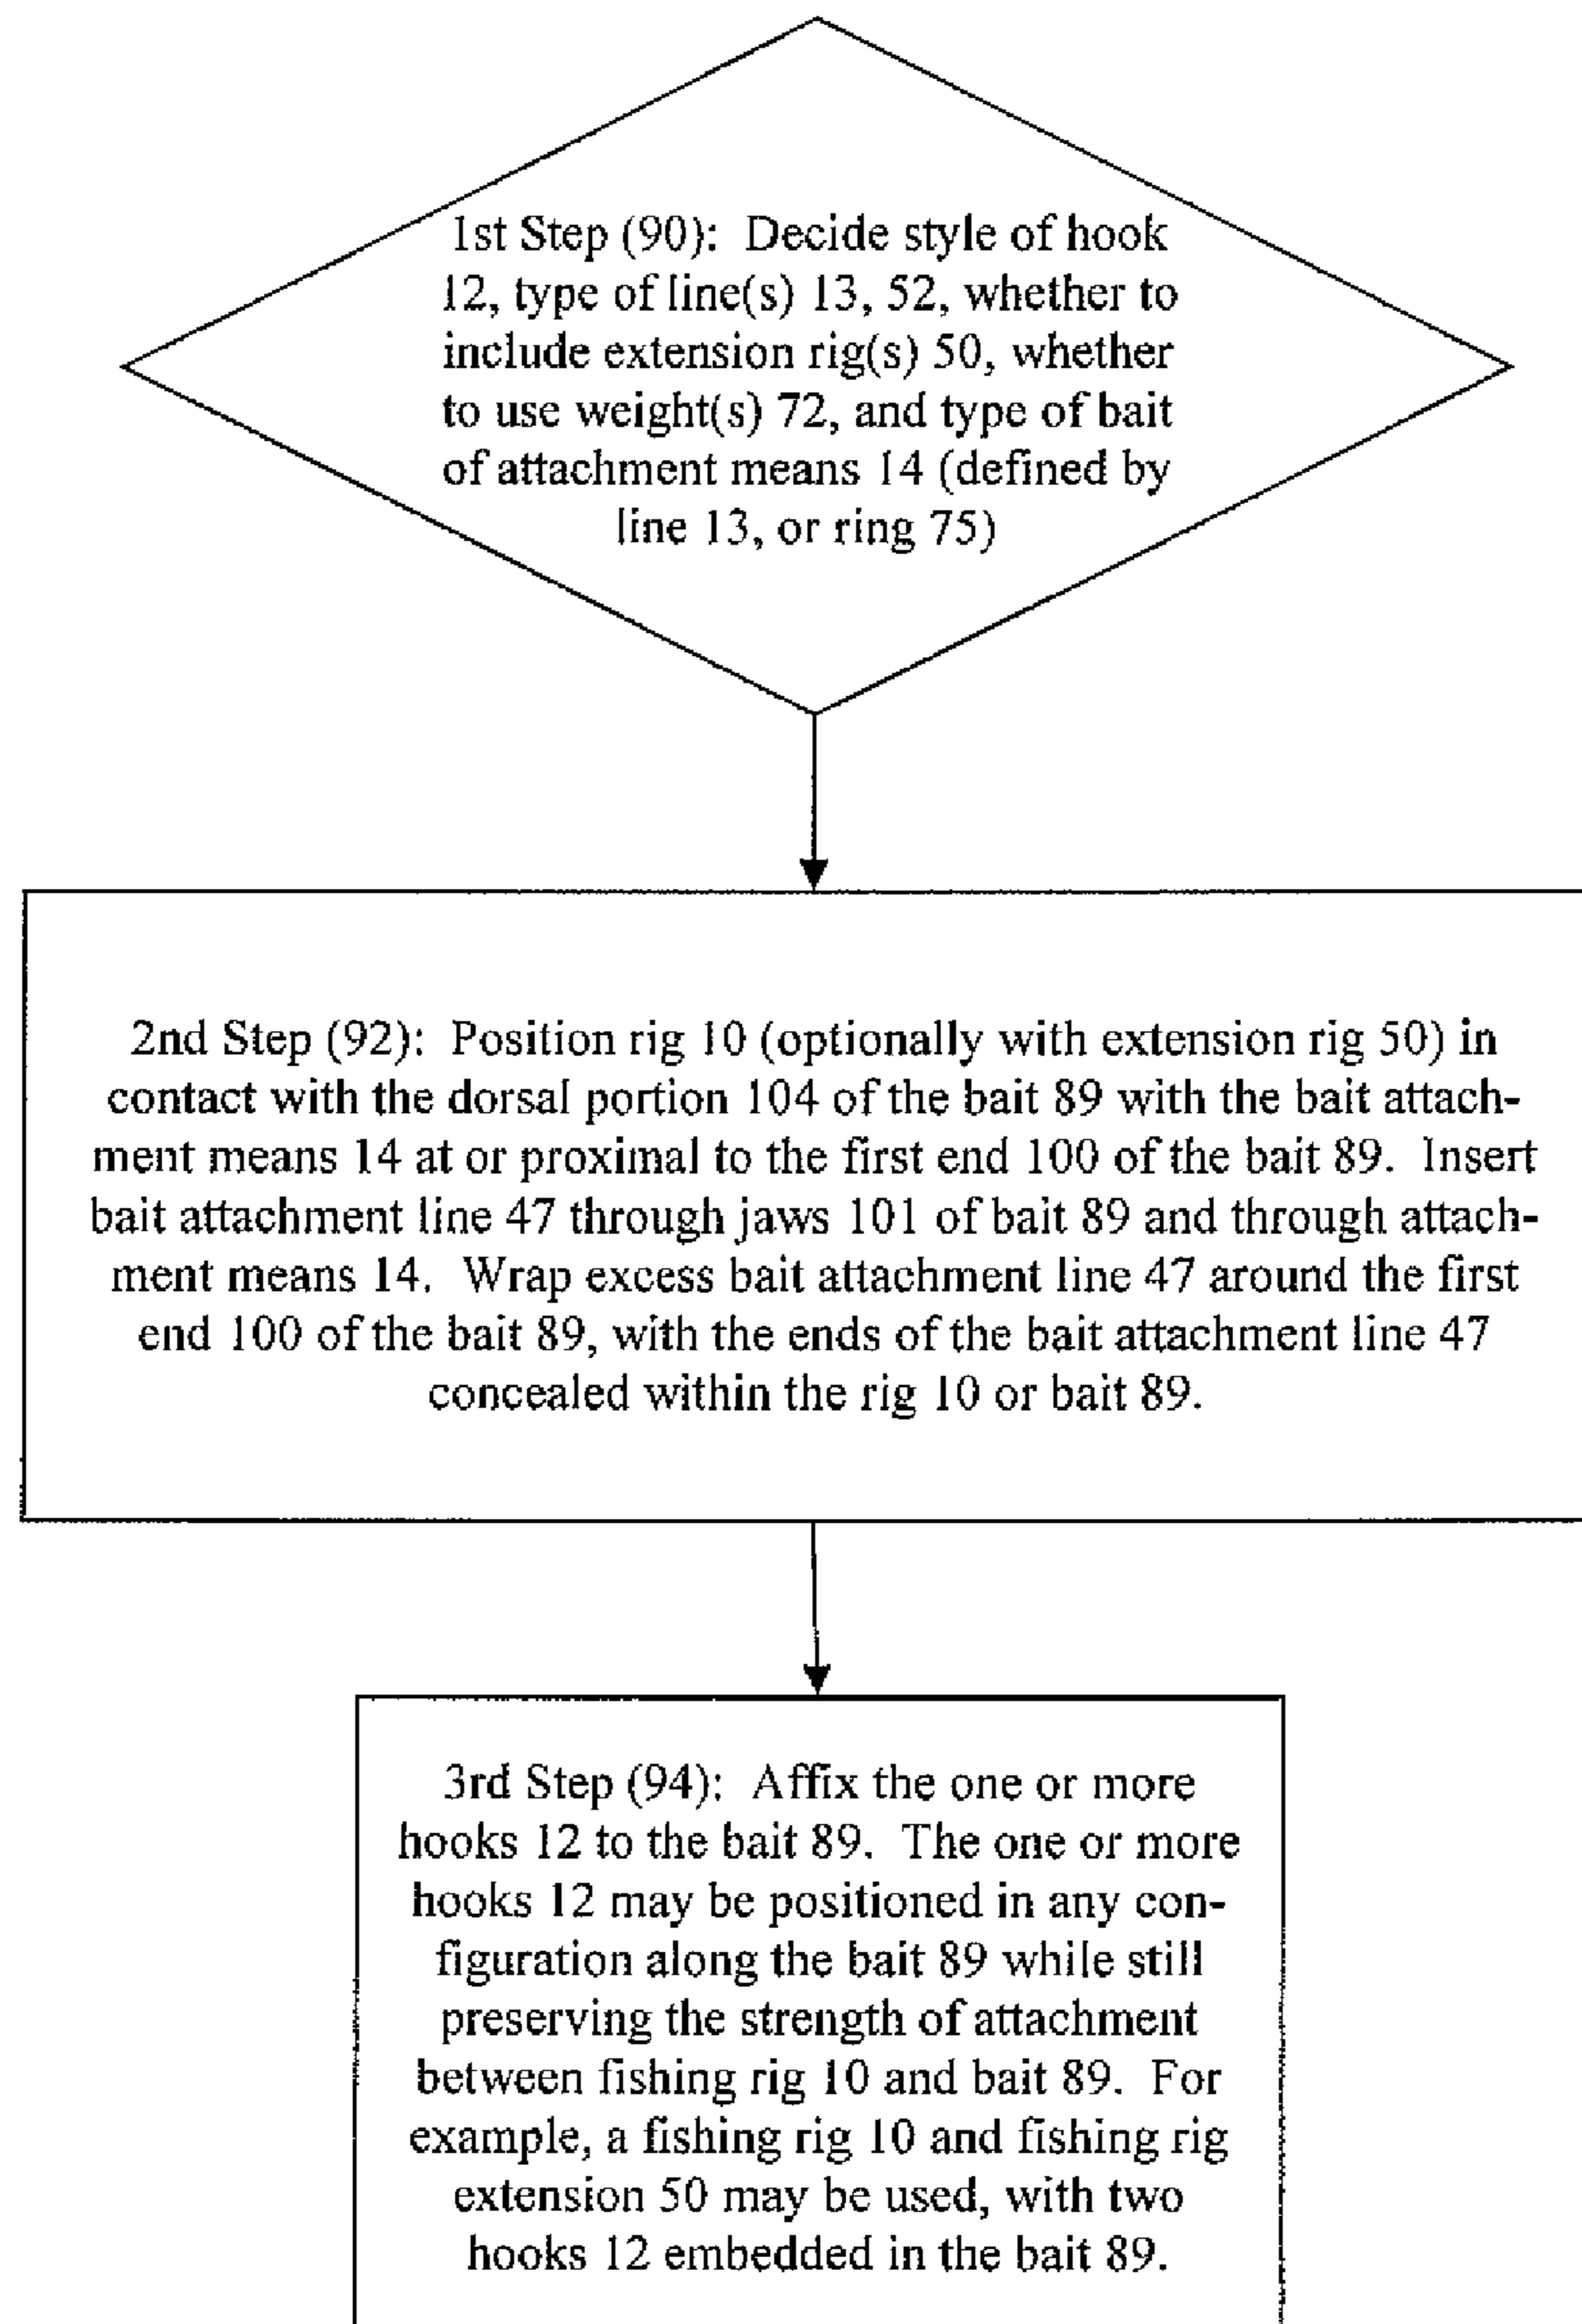 1st Step (90): Decide style of hook
12, type of line(s) 13, 52, whether to
include extension rig(s) 50, whether
to use weight(s) 72, and type of bait
of attachment means 14 (defined by
line 13, or ring 75)
2nd Step (92): Position rig 10 (optionally with extension rig 50) in
contact with the dorsal portion 104 of the bait 89 with the bait attach-
ment means 14 at or proximal to the first end 100 of the bait 89. Insert
bait attachment line 47 through jaws 101 of bait 89 and through attach-
ment means 14. Wrap excess bait attachment line 47 around the first
end 100 of the bait 89, with the ends of the bait attachment line 47
concealed within the rig 10 or bait 89.
3rd Step (94): Affix the one or more
hooks 12 to the bait 89. The one or more
hooks 12 may be positioned in any con-
figuration along the bait 89 while still
preserving the strength of attachment
between fishing rig 10 and bait 89. For
example, a fishing rig 10 and fishing rig
extension 50 may be used, with two
hooks 12 embedded in the bait 89.